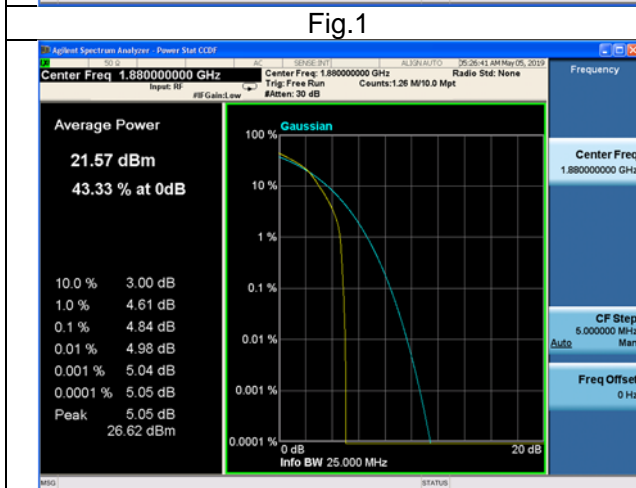 Fig.1
Agilent Spectrum Analyzer - Power Stat CCDF
50 Ω AC SENSE:INT ALIGN AUTO 05:26:41 AM May 05, 2019
Center Freq 1.880000000 GHz
Input: RF
#IFGain:Low
Center Freq: 1.880000000 GHz
Trig: Free Run
#Atten: 30 dB
Counts:1.26 M/10.0 Mpt
Radio Std: None
Frequency
Average Power
21.57 dBm
43.33 % at 0dB
10.0 % 3.00 dB
1.0 % 4.61 dB
0.1 % 4.84 dB
0.01 % 4.98 dB
0.001 % 5.04 dB
0.0001 % 5.05 dB
Peak 5.05 dB
26.62 dBm
Gaussian
100 %
10 %
1 %
0.1 %
0.01 %
0.001 %
0.0001 %
0 dB 20 dB
Info BW 25.000 MHz
Center Freq
1.880000000 GHz
CF Step
5.000000 MHz
Auto Man
Freq Offset
0 Hz
MSG STATUS